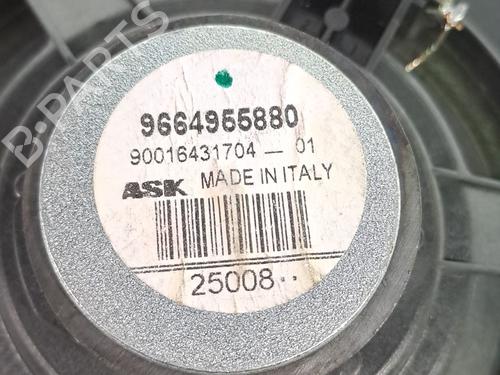 B-PARTS
9664955880
90016431704 — 01
ASK MADE IN ITALY
25008..